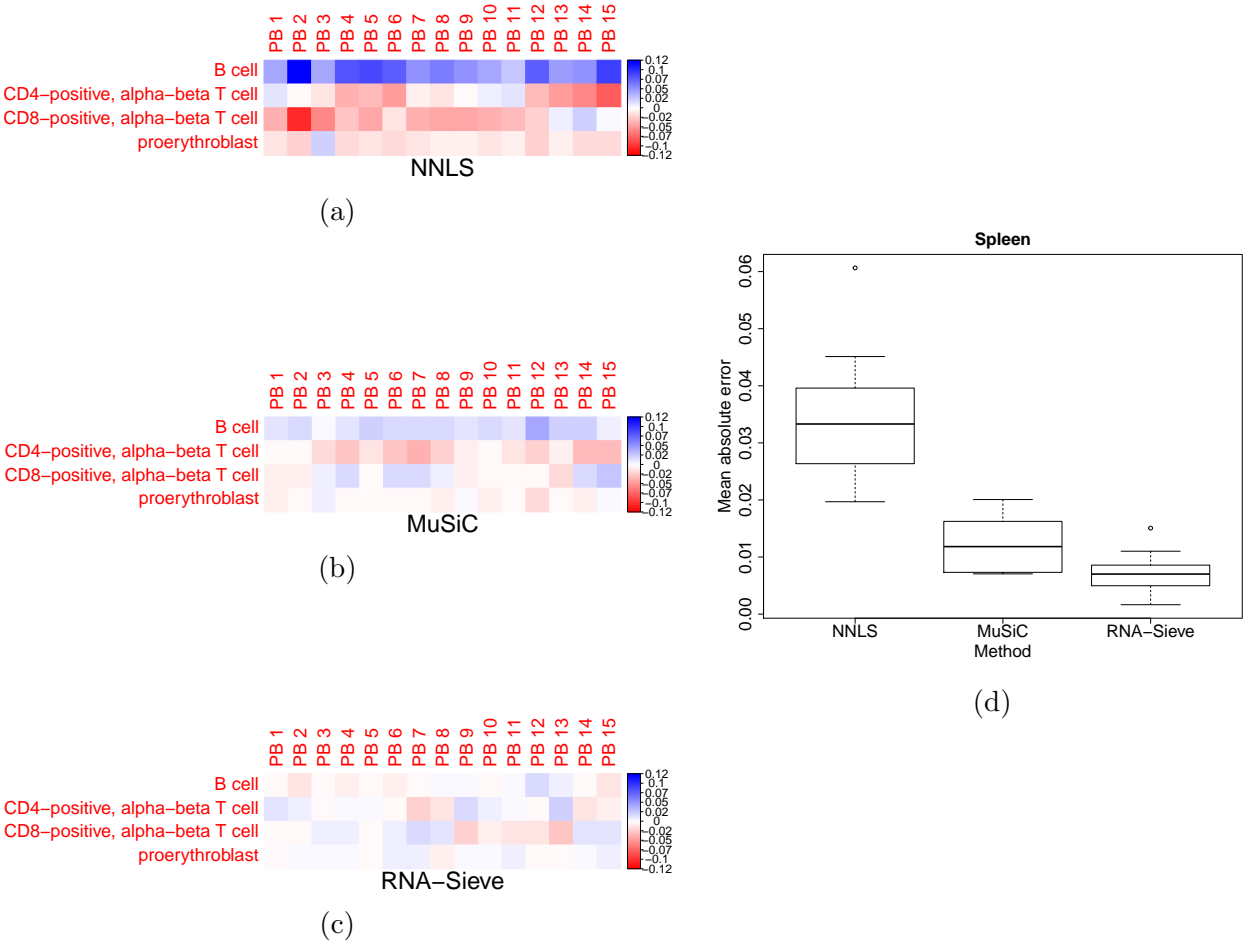 PB 1 PB 2 PB 3 PB 4 PB 5 PB 6 PB 7 PB 8 PB 9 PB 10 PB 11 PB 12 PB 13 PB 14 PB 15
B cell
CD4−positive, alpha−beta T cell
CD8−positive, alpha−beta T cell
proerythroblast
0.12
0.1
0.07
0.05
0.02
0
−0.02
−0.05
−0.07
−0.1
−0.12
NNLS
(a)
PB 1 PB 2 PB 3 PB 4 PB 5 PB 6 PB 7 PB 8 PB 9 PB 10 PB 11 PB 12 PB 13 PB 14 PB 15
B cell
CD4−positive, alpha−beta T cell
CD8−positive, alpha−beta T cell
proerythroblast
0.12
0.1
0.07
0.05
0.02
0
−0.02
−0.05
−0.07
−0.1
−0.12
MuSiC
(b)
PB 1 PB 2 PB 3 PB 4 PB 5 PB 6 PB 7 PB 8 PB 9 PB 10 PB 11 PB 12 PB 13 PB 14 PB 15
B cell
CD4−positive, alpha−beta T cell
CD8−positive, alpha−beta T cell
proerythroblast
0.12
0.1
0.07
0.05
0.02
0
−0.02
−0.05
−0.07
−0.1
−0.12
RNA−Sieve
(c)
Spleen
Mean absolute error
0.06
0.05
0.04
0.03
0.02
0.01
0.00
NNLS MuSiC RNA−Sieve
Method
(d)